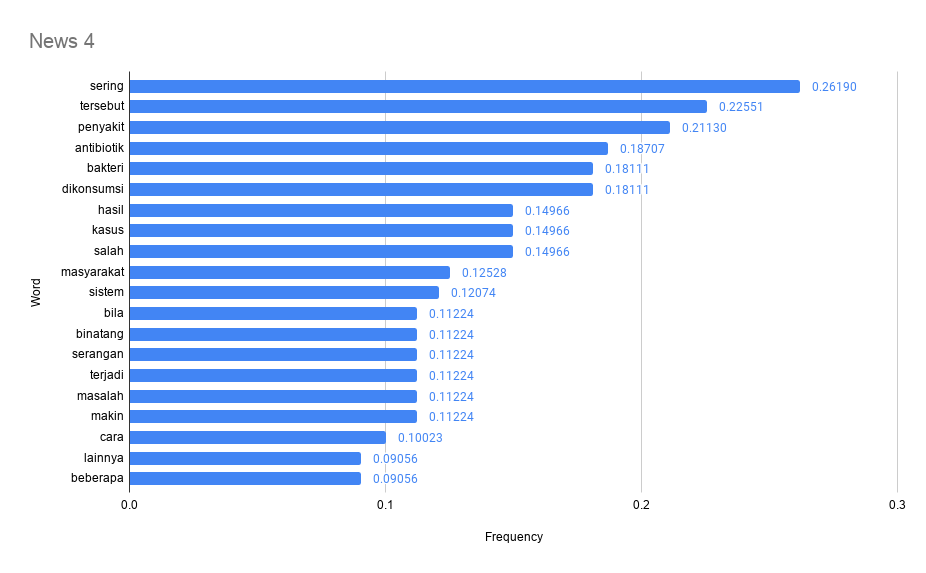 News 4
sering 0.26190
tersebut 0.22551
penyakit 0.21130
antibiotik 0.18707
bakteri 0.18111
dikonsumsi 0.18111
hasil 0.14966
kasus 0.14966
salah 0.14966
masyarakat 0.12528
sistem 0.12074
bila 0.11224
binatang 0.11224
serangan 0.11224
terjadi 0.11224
masalah 0.11224
makin 0.11224
cara 0.10023
lainnya 0.09056
beberapa 0.09056
Word
0.0 0.1 0.2 0.3
Frequency